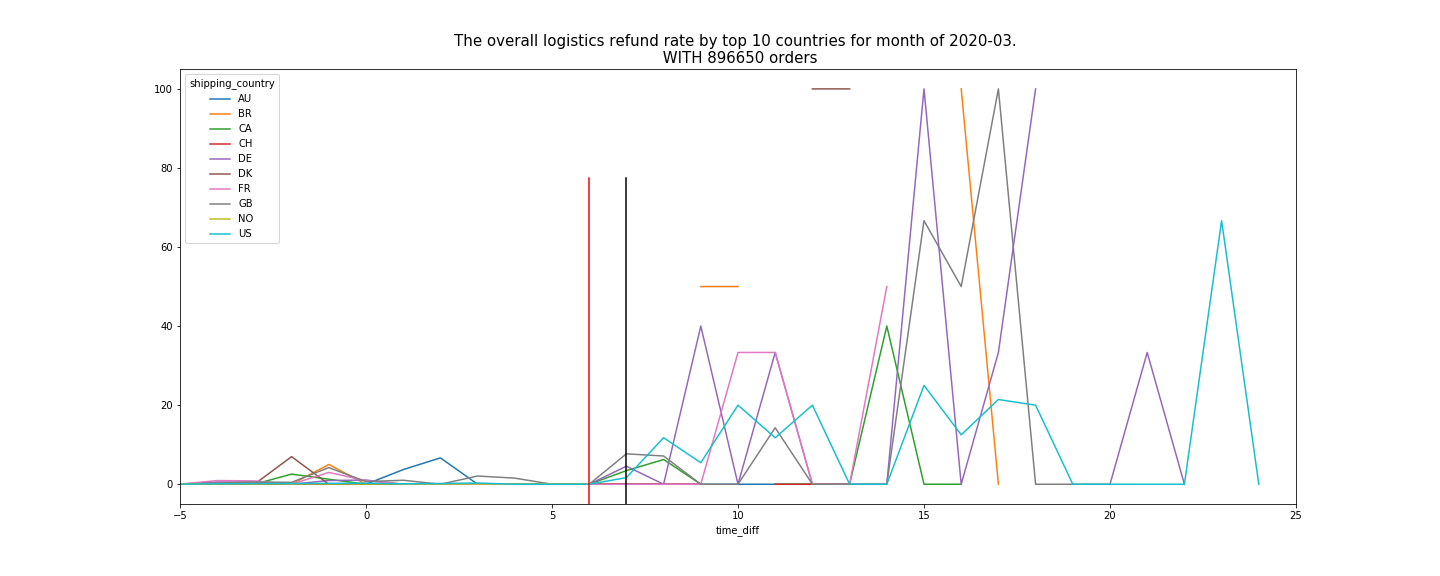 The overall logistics refund rate by top 10 countries for month of 2020-03.
WITH 896650 orders
shipping_country
AU
BR
CA
CH
DE
DK
FR
GB
NO
US
100
80
60
40
20
0
−5
0
5
10
15
20
25
time_diff